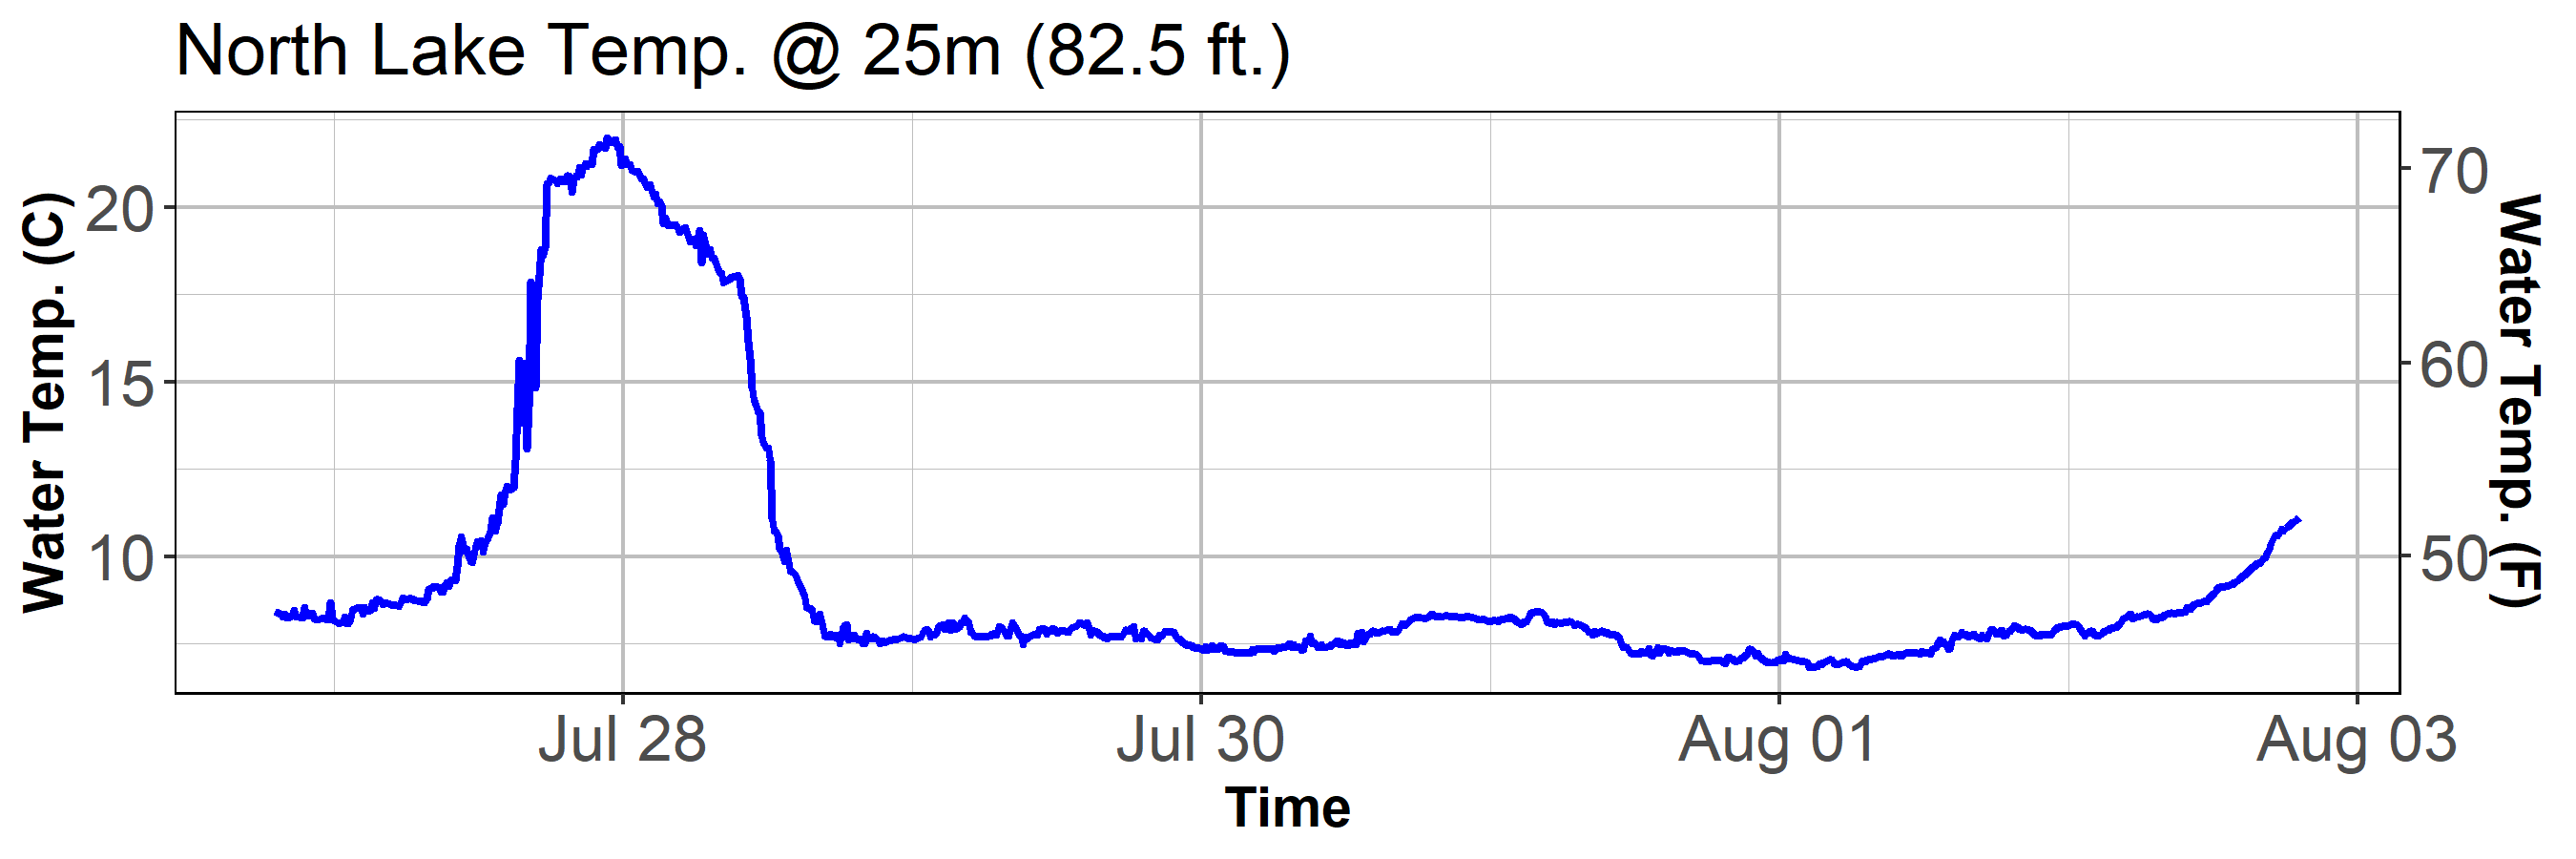 North Lake Temp. @ 25m (82.5 ft.)
Water Temp. (C)
20
15
10
70
60
50
Water Temp. (F)
Jul 28
Jul 30
Aug 01
Aug 03
Time